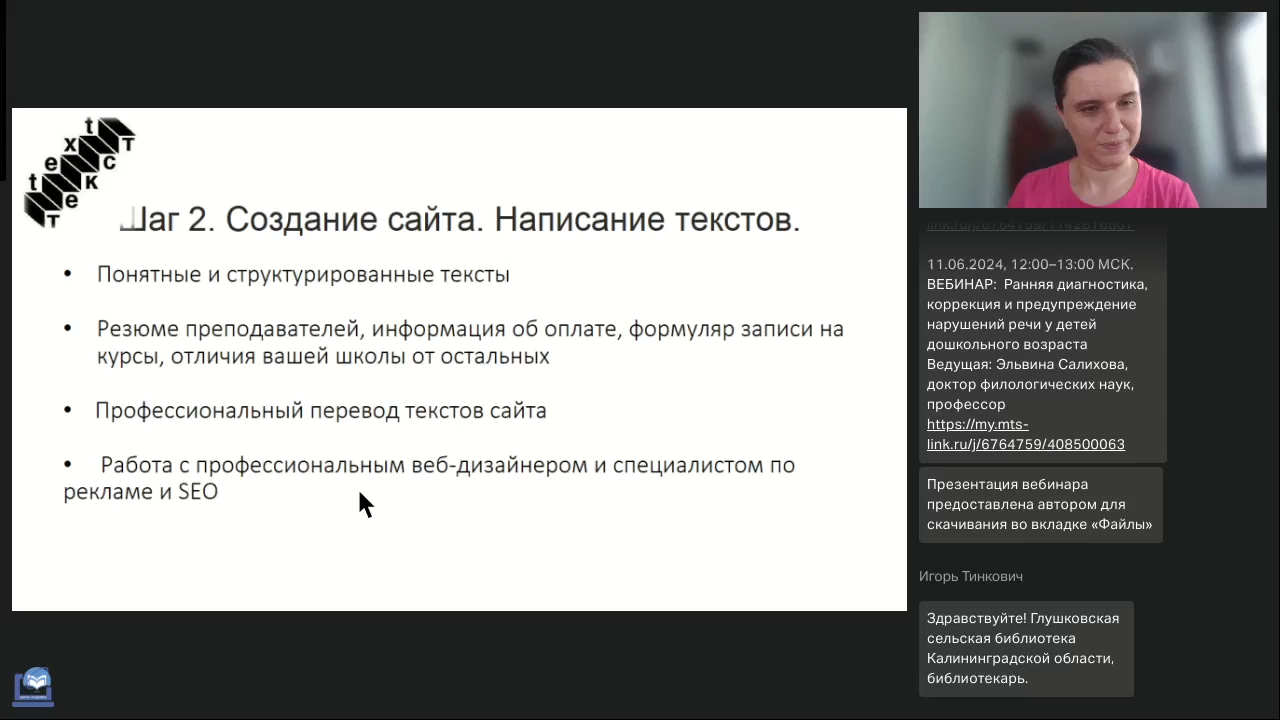 text
текст
Шаг 2. Создание сайта. Написание текстов.
• Понятные и структурированные тексты
• Резюме преподавателей, информация об оплате, формуляр записи на
курсы, отличия вашей школы от остальных
• Профессиональный перевод текстов сайта
• Работа с профессиональным веб-дизайнером и специалистом по
рекламе и SEO
11.06.2024, 12:00–13:00 МСК.
ВЕБИНАР: Ранняя диагностика,
коррекция и предупреждение
нарушений речи у детей
дошкольного возраста
Ведущая: Эльвина Салихова,
доктор филологических наук,
профессор
https://my.mts-
link.ru/j/6764759/408500063
Презентация вебинара
предоставлена автором для
скачивания во вкладке «Файлы»
Игорь Тинкович
Здравствуйте! Глушковская
сельская библиотека
Калининградской области,
библиотекарь.